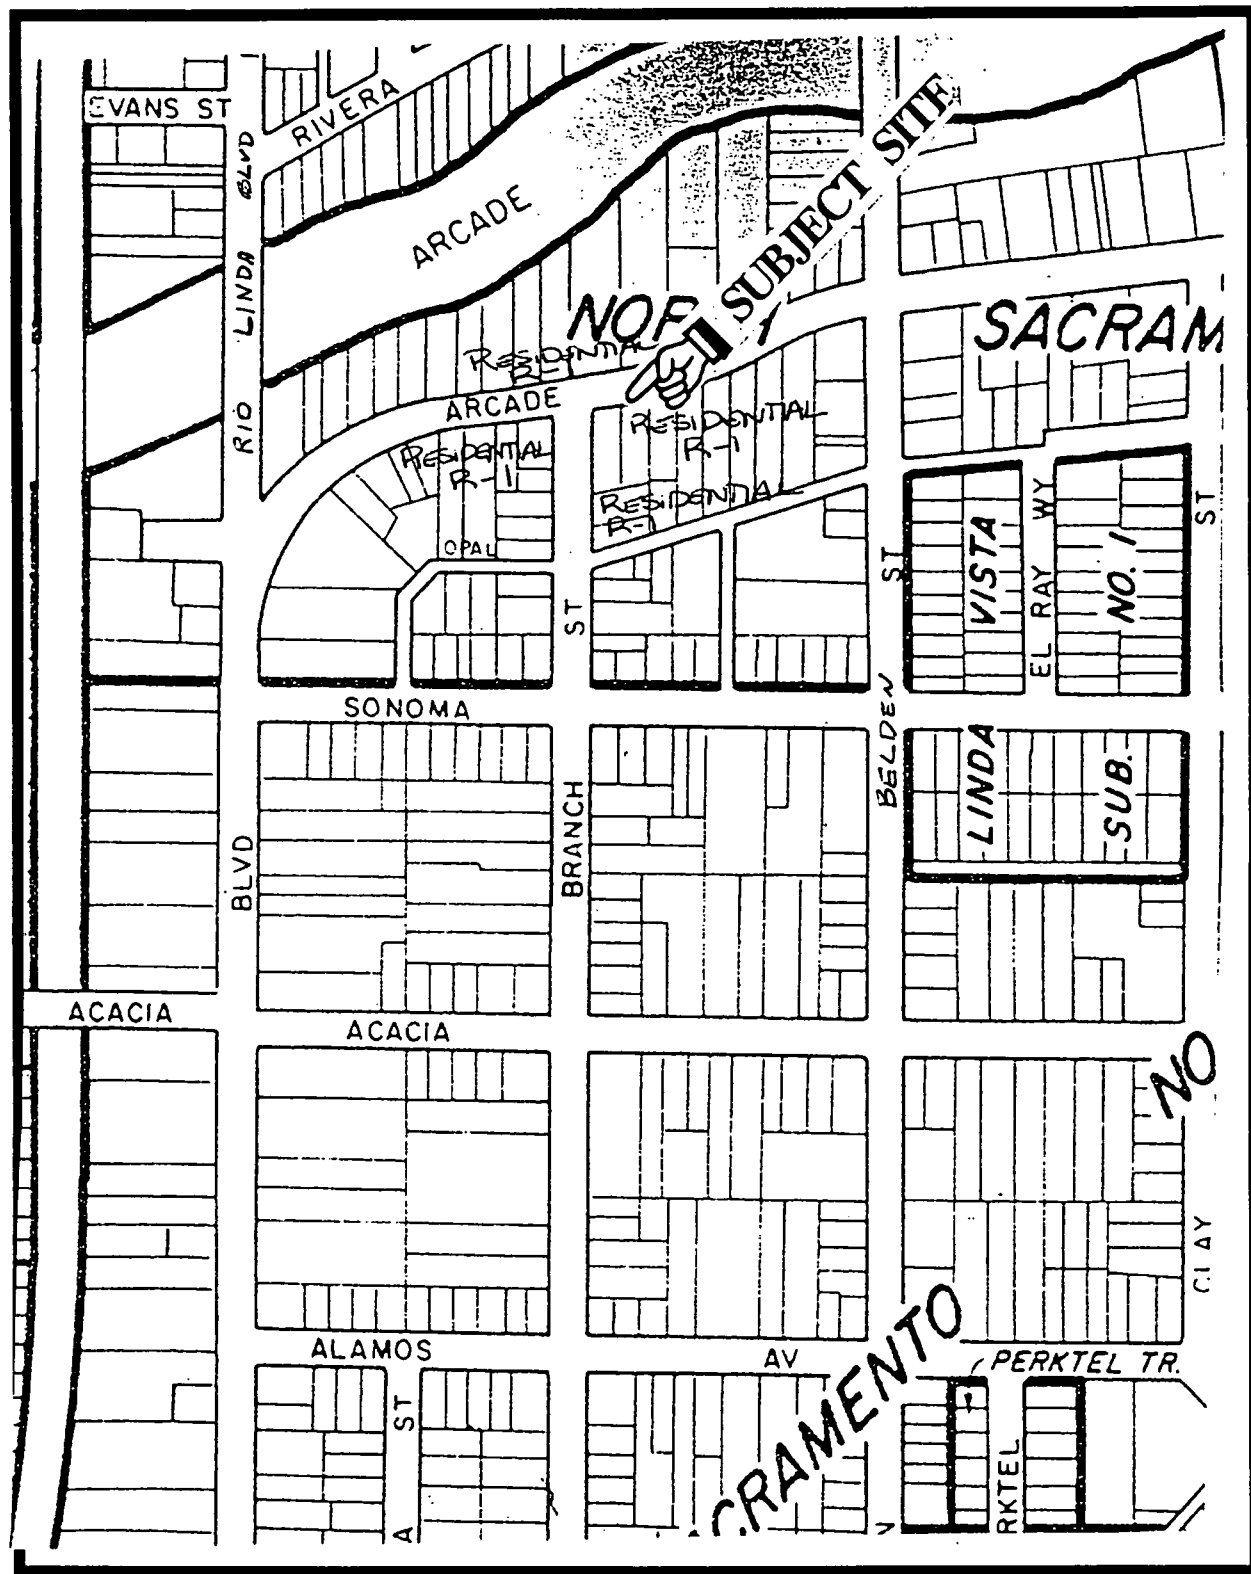 EVANS ST
RIVERA
BLVD
LINDA
RIO
ARCADE
SUBJECT SITE
SACRAM
RESIDENTIAL
R-1
ARCADE
RESIDENTIAL
R-1
RESIDENTIAL
R-1
RESIDENTIAL
R-1
OPAL
ST
ST
VISTA
EL RAY WY
NO. 1
ST
SONOMA
BELDEN
LINDA
SUB.
BLVD
BRANCH
ACACIA
ACACIA
NO
CLAY
ALAMOS
AV
PERKTEL TR.
ST
A
CRAMENTO
RKTEL